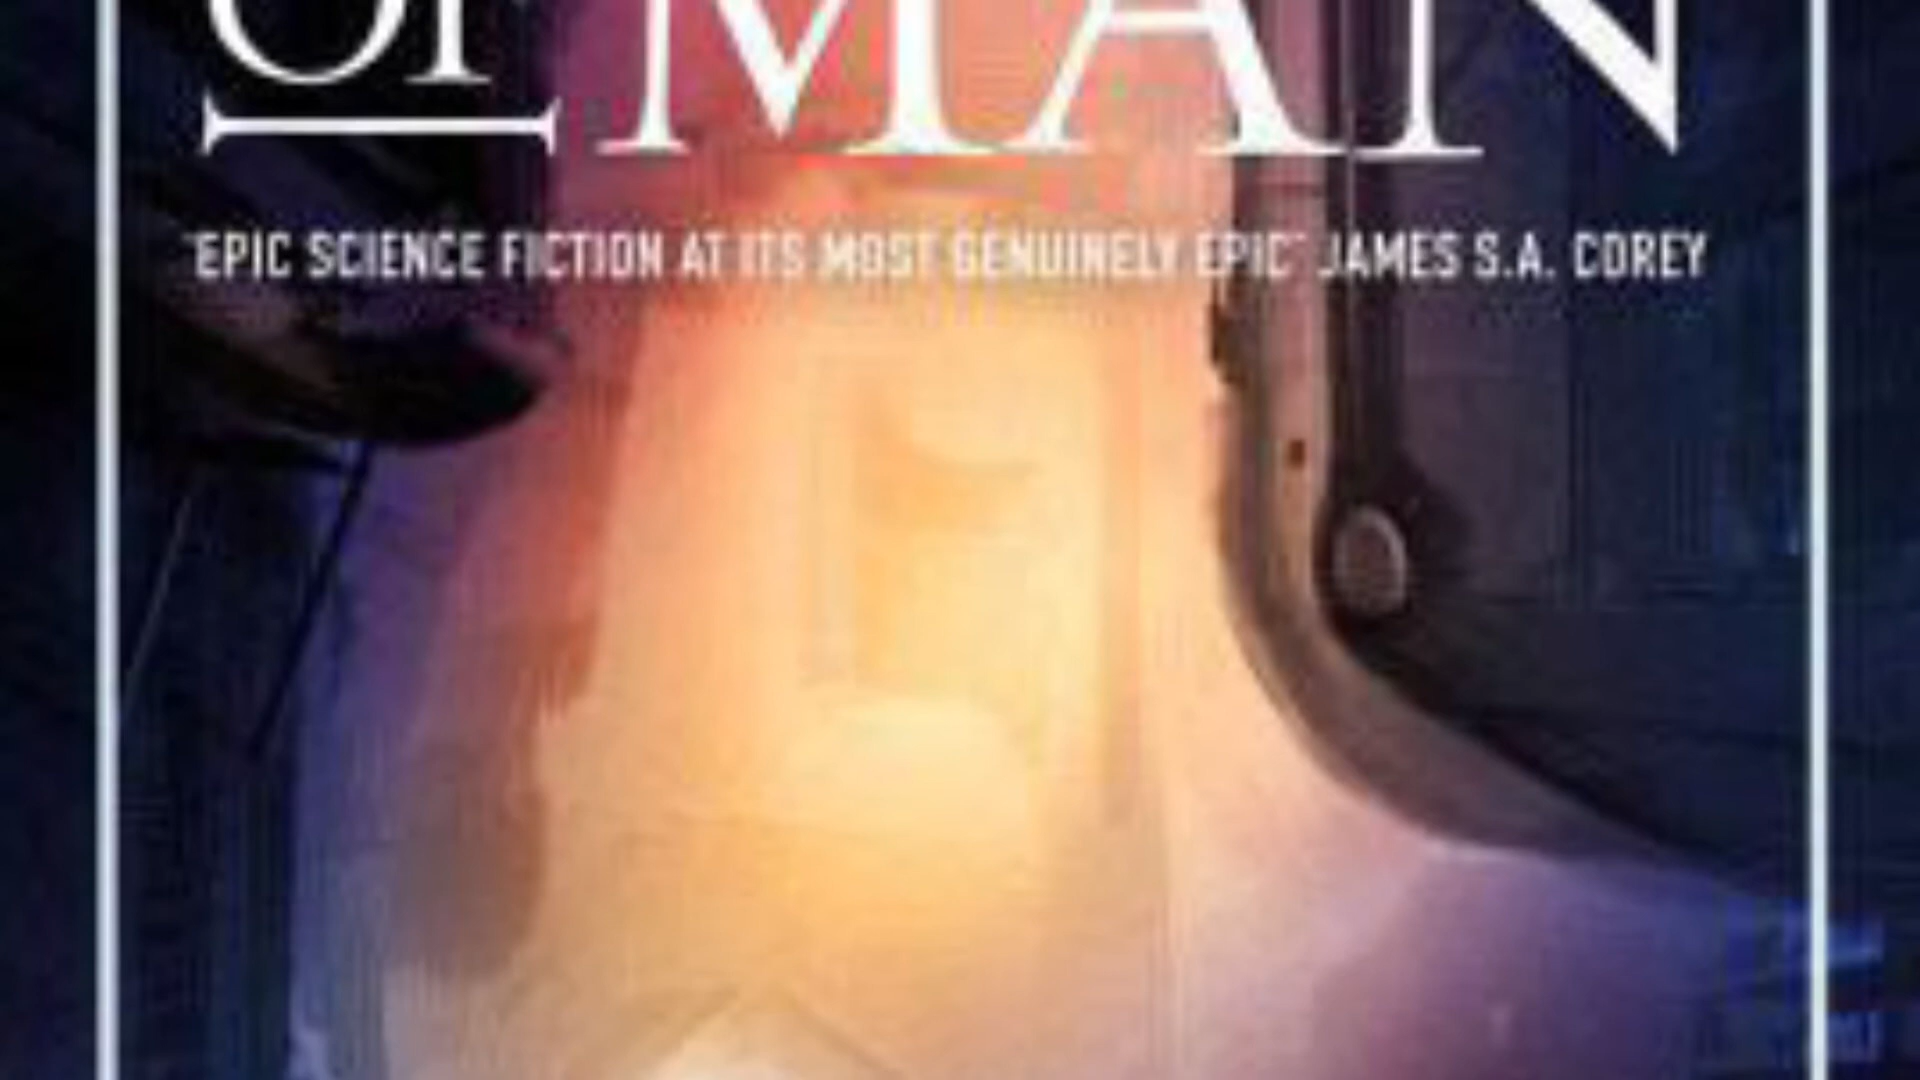 OF MAN
"EPIC SCIENCE FICTION AT ITS MOST GENUINELY EPIC" JAMES S.A. COREY